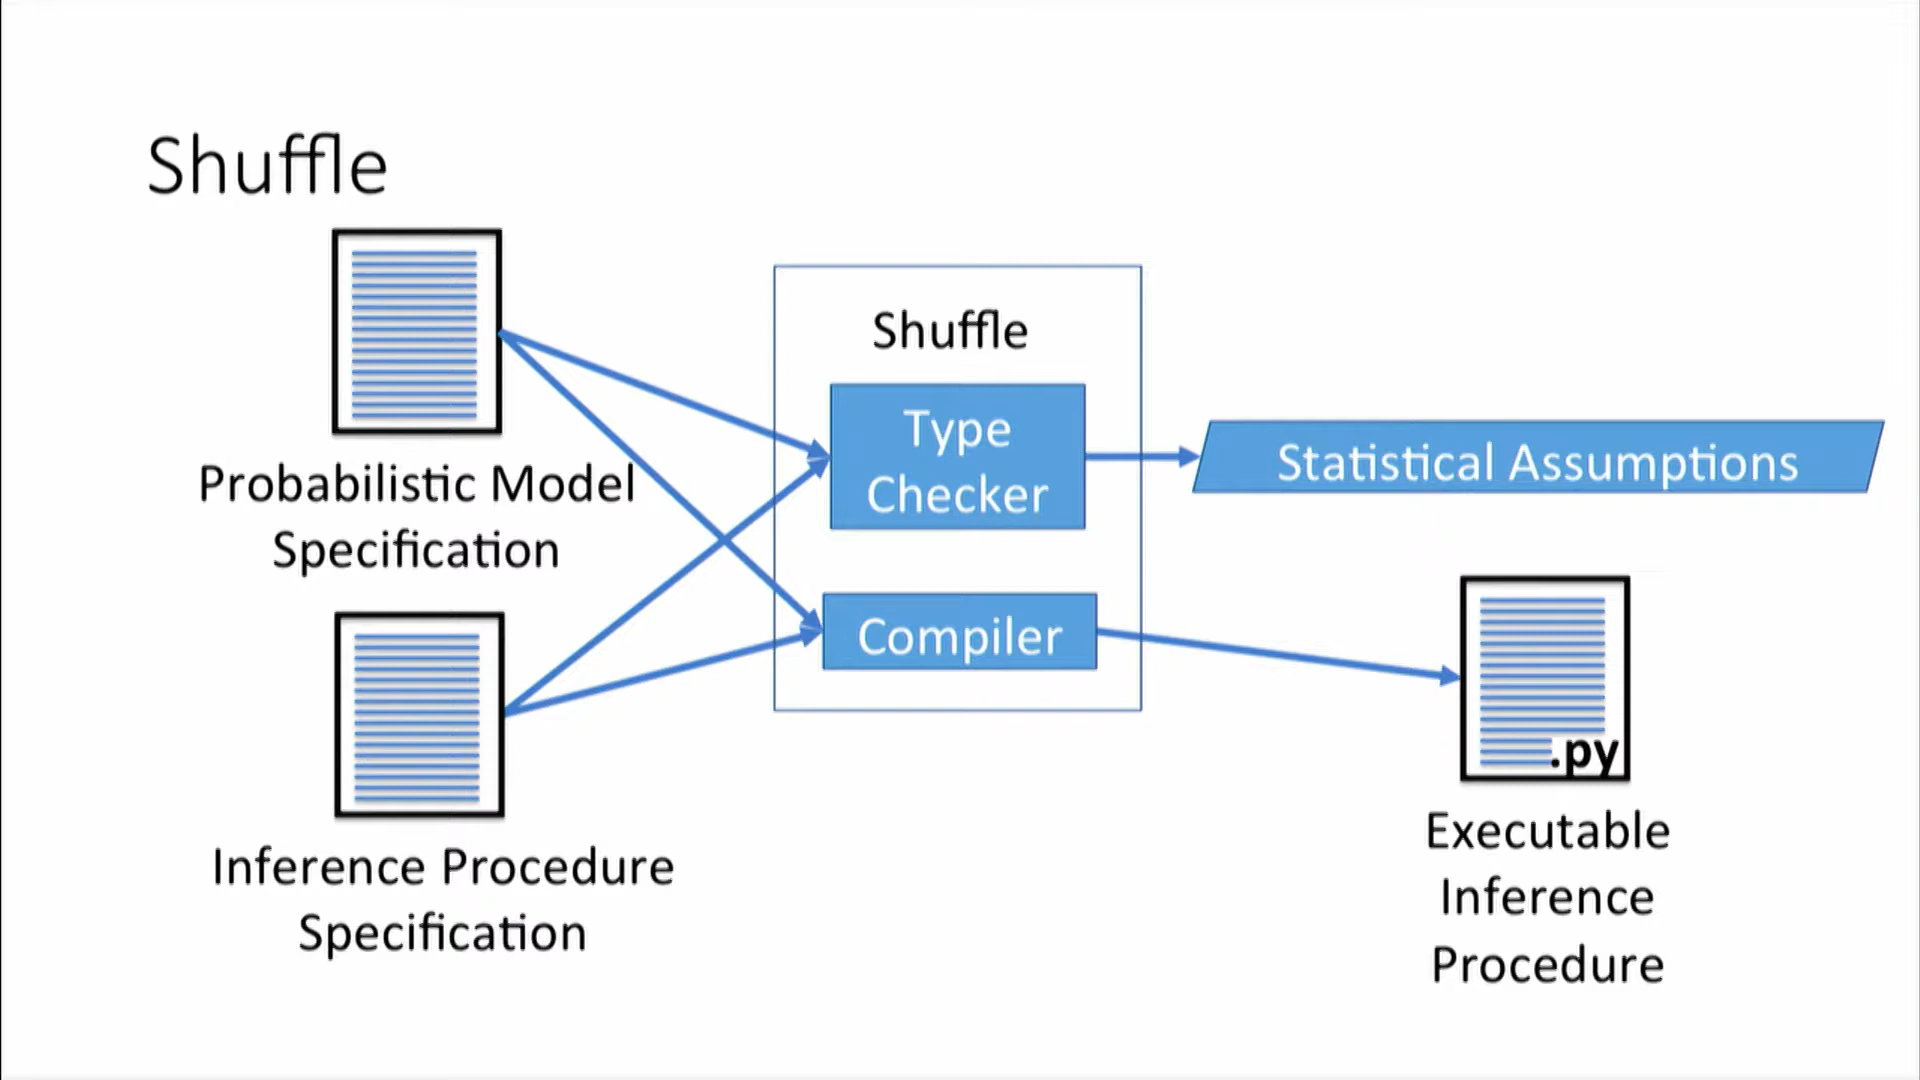 Shuffle
Probabilistic Model
Specification
Inference Procedure
Specification
Shuffle
Type
Checker
Compiler
Statistical Assumptions
.py
Executable
Inference
Procedure